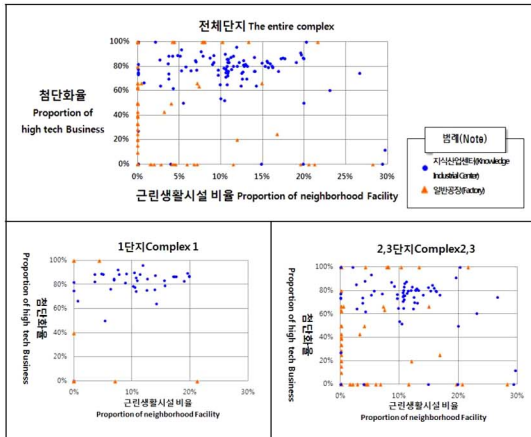 전체단지 The entire complex
100%
80%
60%
40%
20%
0%
0% 5% 10% 15% 20% 25% 30%
첨단화율
Proportion of
high tech Business
근린생활시설 비율 Proportion of neighborhood Facility
범례(Note)
지식산업센터(Knowledge
Industrial Center)
일반공장(Factory)
1단지Complex 1
100%
80%
60%
40%
20%
0%
0% 10% 20% 30%
Proportion of
high tech Business
첨단화율
근린생활시설 비율
Proportion of neighborhood Facility
2,3단지Complex2,3
100%
80%
60%
40%
20%
0%
0% 10% 20% 30%
Proportion of
high tech Business
첨단화율
근린생활시설 비율
Proportion of neighborhood Facility